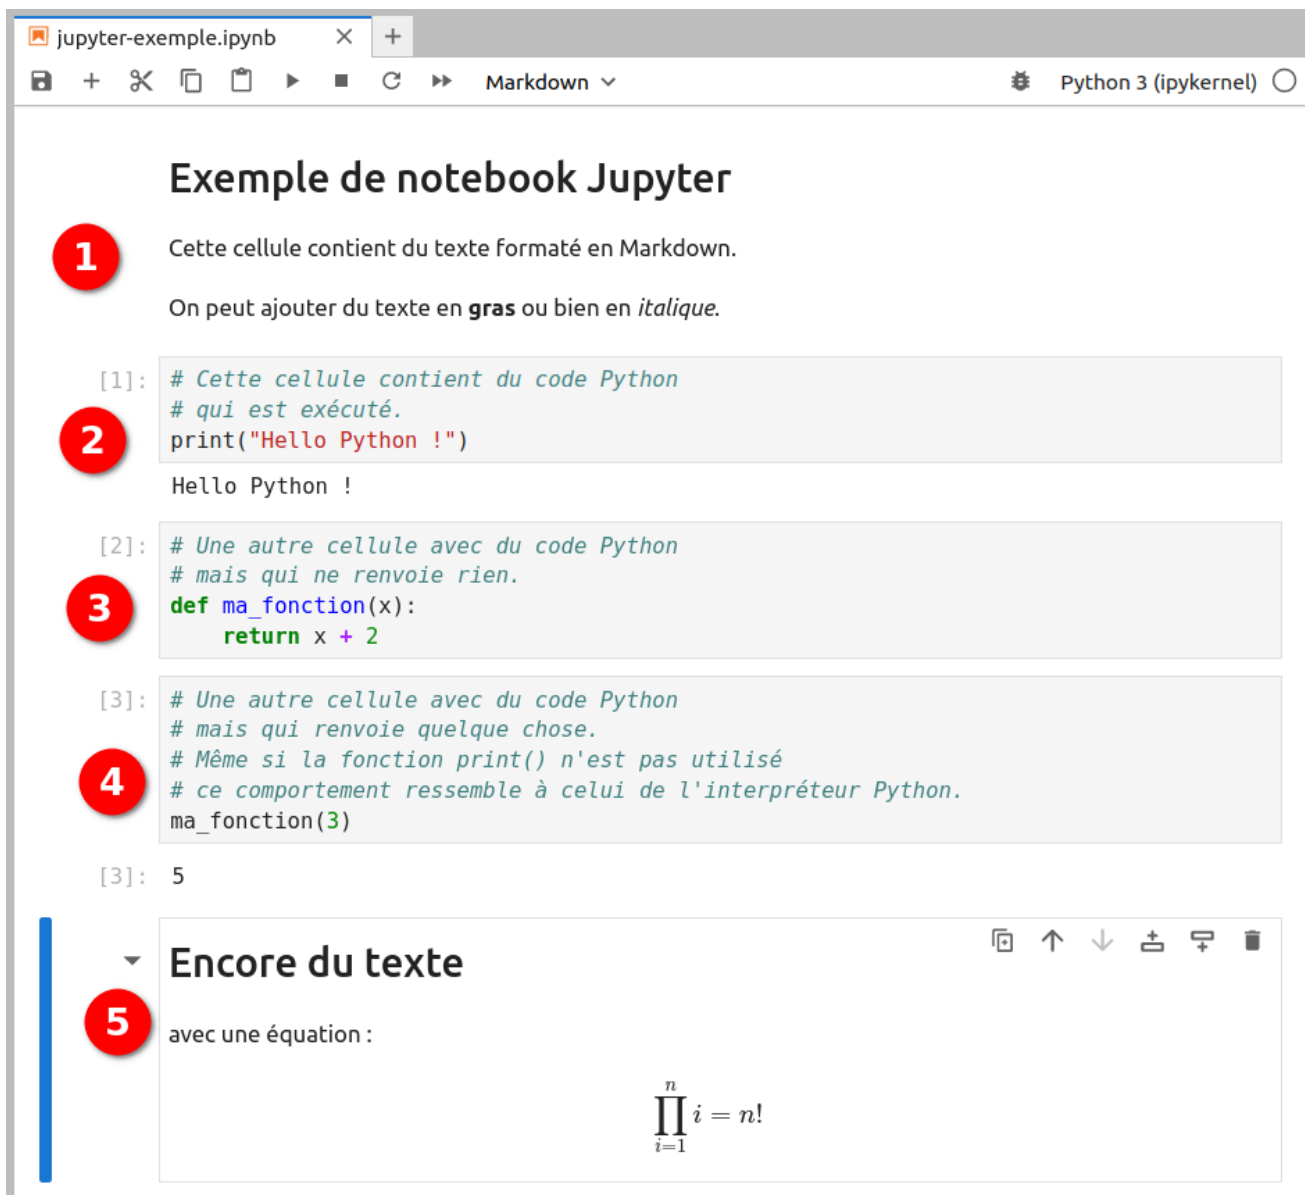 jupyter-exemple.ipynb
Markdown
Python 3 (ipykernel)
Exemple de notebook Jupyter
1
Cette cellule contient du texte formaté en Markdown.
On peut ajouter du texte en gras ou bien en italique.
[1]: # Cette cellule contient du code Python
# qui est exécuté.
2
print("Hello Python !")
Hello Python !
[2]: # Une autre cellule avec du code Python
# mais qui ne renvoie rien.
3
def ma_fonction(x):
    return x + 2
[3]: # Une autre cellule avec du code Python
# mais qui renvoie quelque chose.
# Même si la fonction print() n'est pas utilisé
4
# ce comportement ressemble à celui de l'interpréteur Python.
ma_fonction(3)
[3]: 5
Encore du texte
5
avec une équation :
∏_{i=1}^{n} i = n!